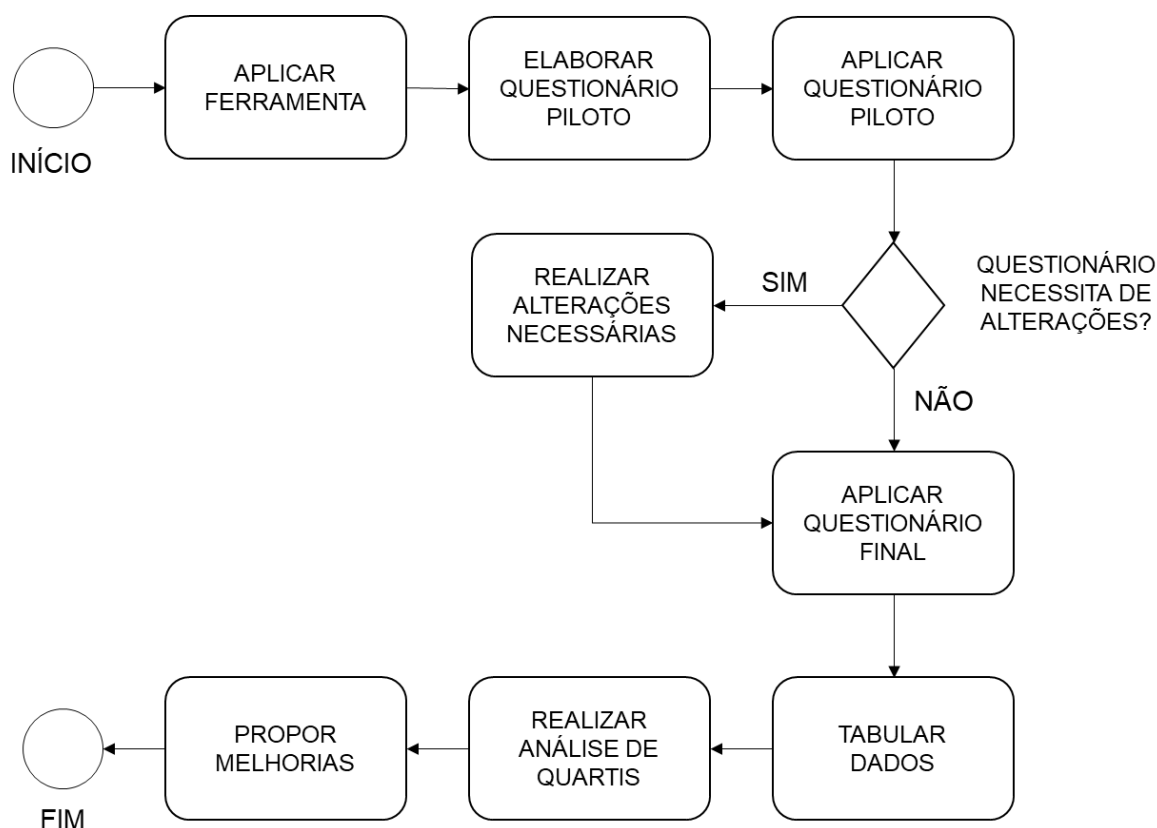 INÍCIO
APLICAR
FERRAMENTA
ELABORAR
QUESTIONÁRIO
PILOTO
APLICAR
QUESTIONÁRIO
PILOTO
QUESTIONÁRIO
NECESSITA DE
ALTERAÇÕES?
SIM
REALIZAR
ALTERAÇÕES
NECESSÁRIAS
NÃO
APLICAR
QUESTIONÁRIO
FINAL
TABULAR
DADOS
REALIZAR
ANÁLISE DE
QUARTIS
PROPOR
MELHORIAS
FIM